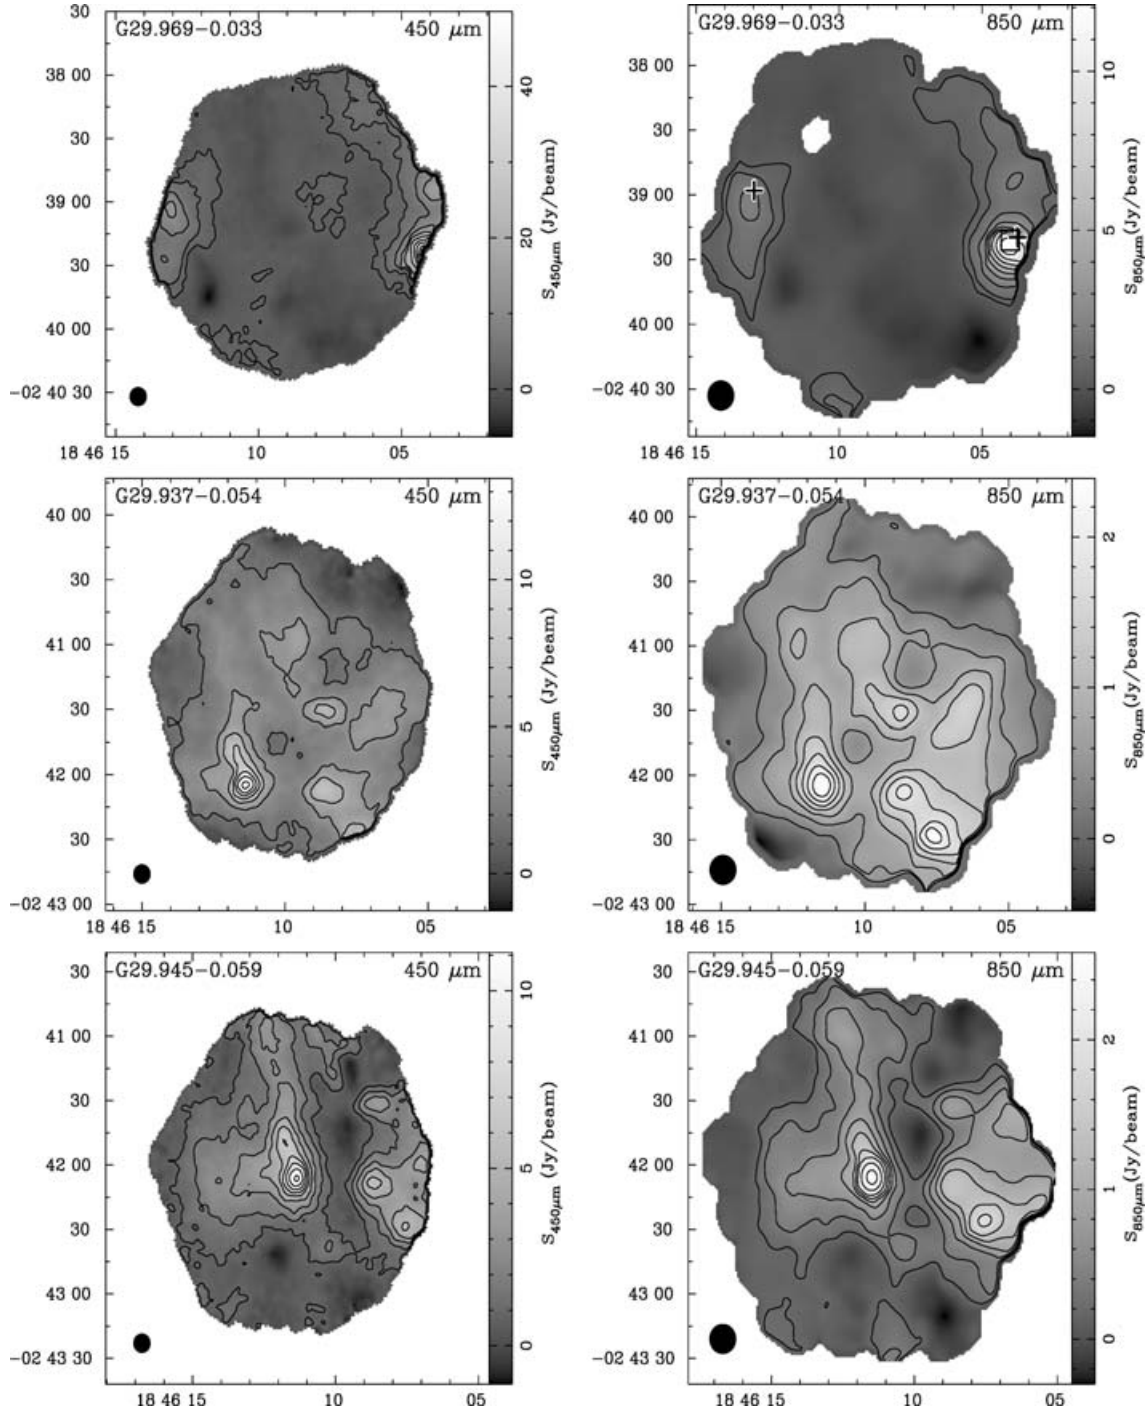 G29.969−0.033 450 μm
30
38 00
30
39 00
30
40 00
−02 40 30
18 46 15 10 05
0 20 40
S450μm (Jy/beam)
G29.969−0.033 850 μm
38 00
30
39 00
30
40 00
−02 40 30
18 46 15 10 05
0 5 10
S850μm(Jy/beam)
G29.937−0.054 450 μm
40 00
30
41 00
30
42 00
30
−02 43 00
18 46 15 10 05
0 5 10
S450μm (Jy/beam)
G29.937−0.054 850 μm
40 00
30
41 00
30
42 00
30
−02 43 00
18 46 15 10 05
0 1 2
S850μm(Jy/beam)
G29.945−0.059 450 μm
30
41 00
30
42 00
30
43 00
−02 43 30
18 46 15 10 05
0 5 10
S450μm (Jy/beam)
G29.945−0.059 850 μm
30
41 00
30
42 00
30
43 00
−02 43 30
18 46 15 10 05
0 1 2
S850μm(Jy/beam)